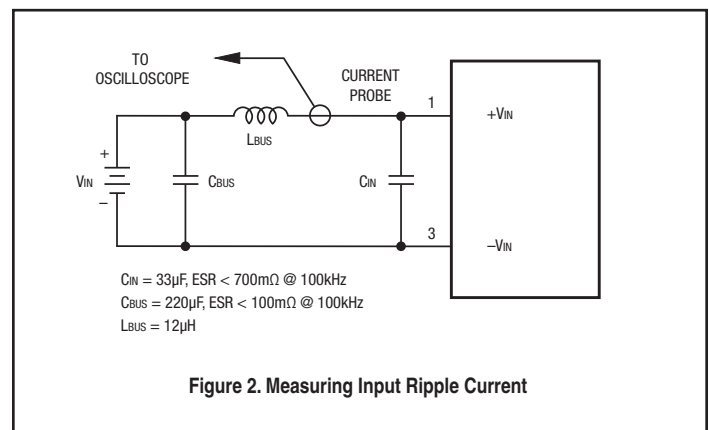 TO
OSCILLOSCOPE
CURRENT
PROBE
1
+VIN
LBUS
+
VIN
–
CBUS
CIN
3
–VIN
CIN = 33µF, ESR < 700mΩ @ 100kHz
CBUS = 220µF, ESR < 100mΩ @ 100kHz
LBUS = 12µH
Figure 2. Measuring Input Ripple Current